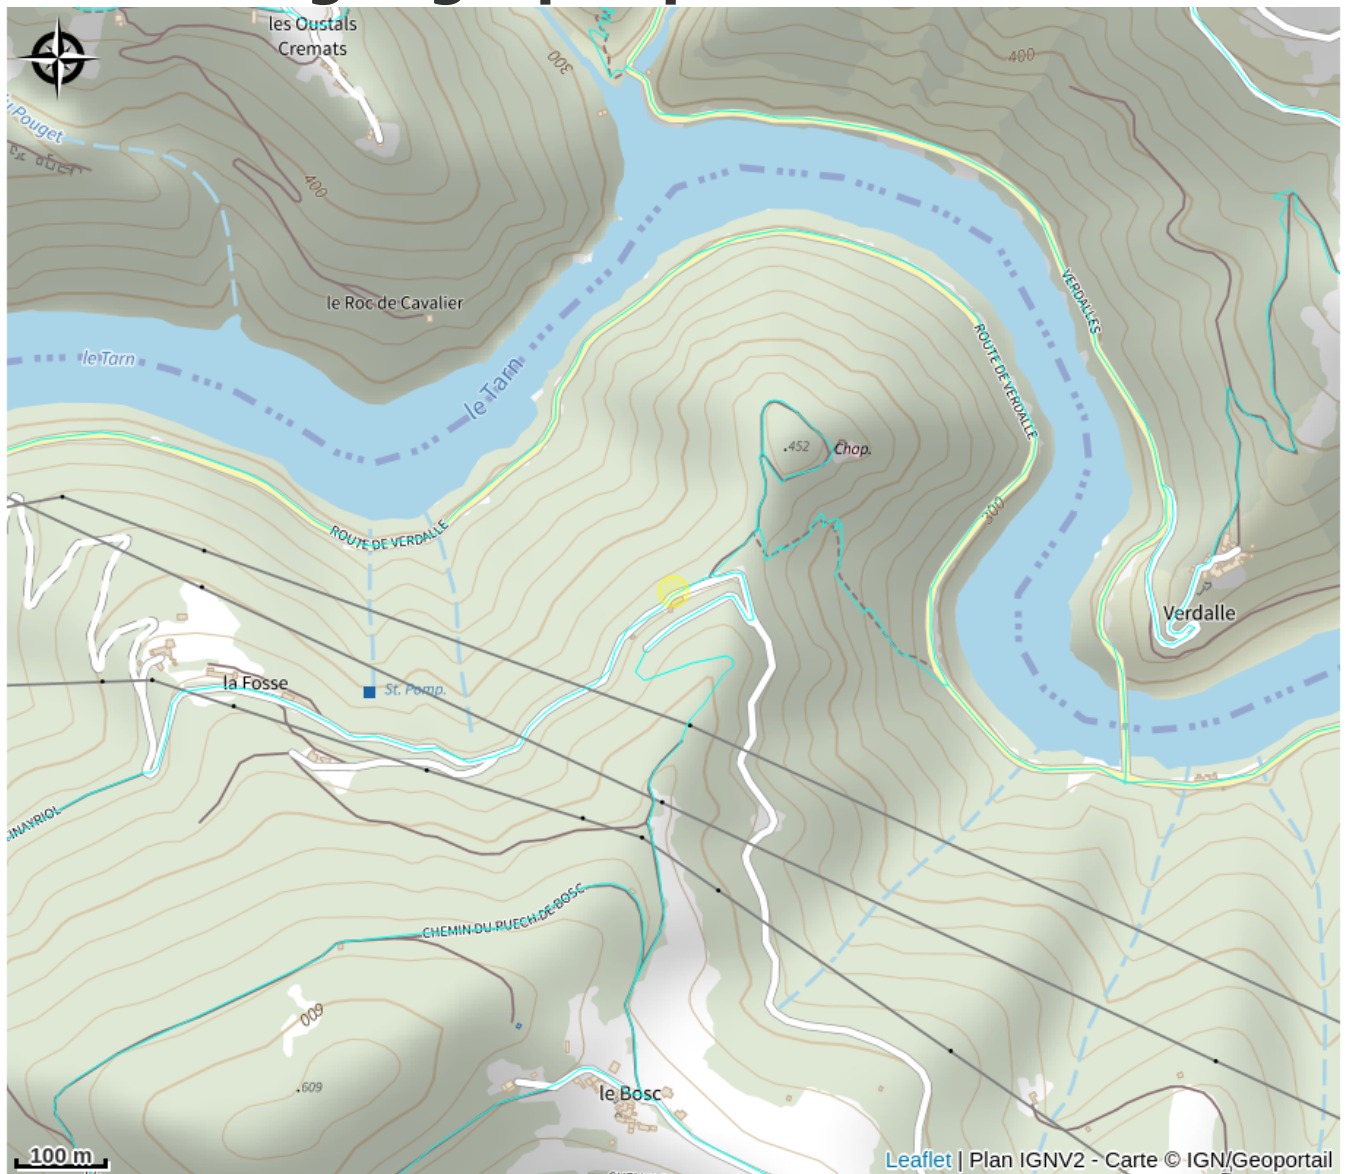 les Oustals
Cremats
300
400
Pouget
400
le Roc de Cavalier
le Tarn
le Tarn
VERDALLES
ROUTE DE VERDALLE
452
Chap.
300
ROUTE DE VERDALLE
Verdalle
la Fosse
St. Pomp.
INAYRIOL
CHEMIN DU PUECH DE BOSC
600
609
le Bosc
100 m
Leaflet | Plan IGNV2 - Carte © IGN/Geoportail